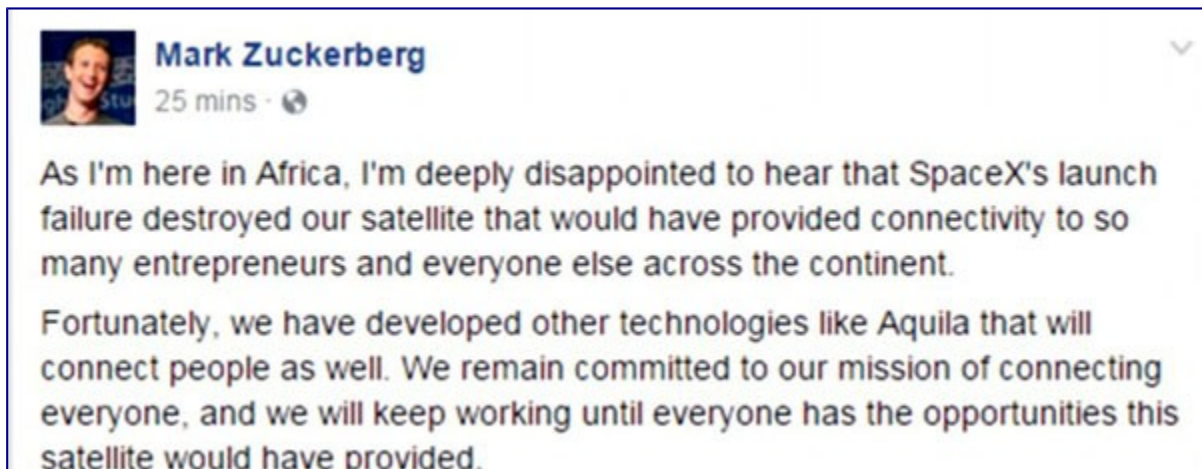 Mark Zuckerberg
25 mins ·
As I'm here in Africa, I'm deeply disappointed to hear that SpaceX's launch
failure destroyed our satellite that would have provided connectivity to so
many entrepreneurs and everyone else across the continent.
Fortunately, we have developed other technologies like Aquila that will
connect people as well. We remain committed to our mission of connecting
everyone, and we will keep working until everyone has the opportunities this
satellite would have provided.